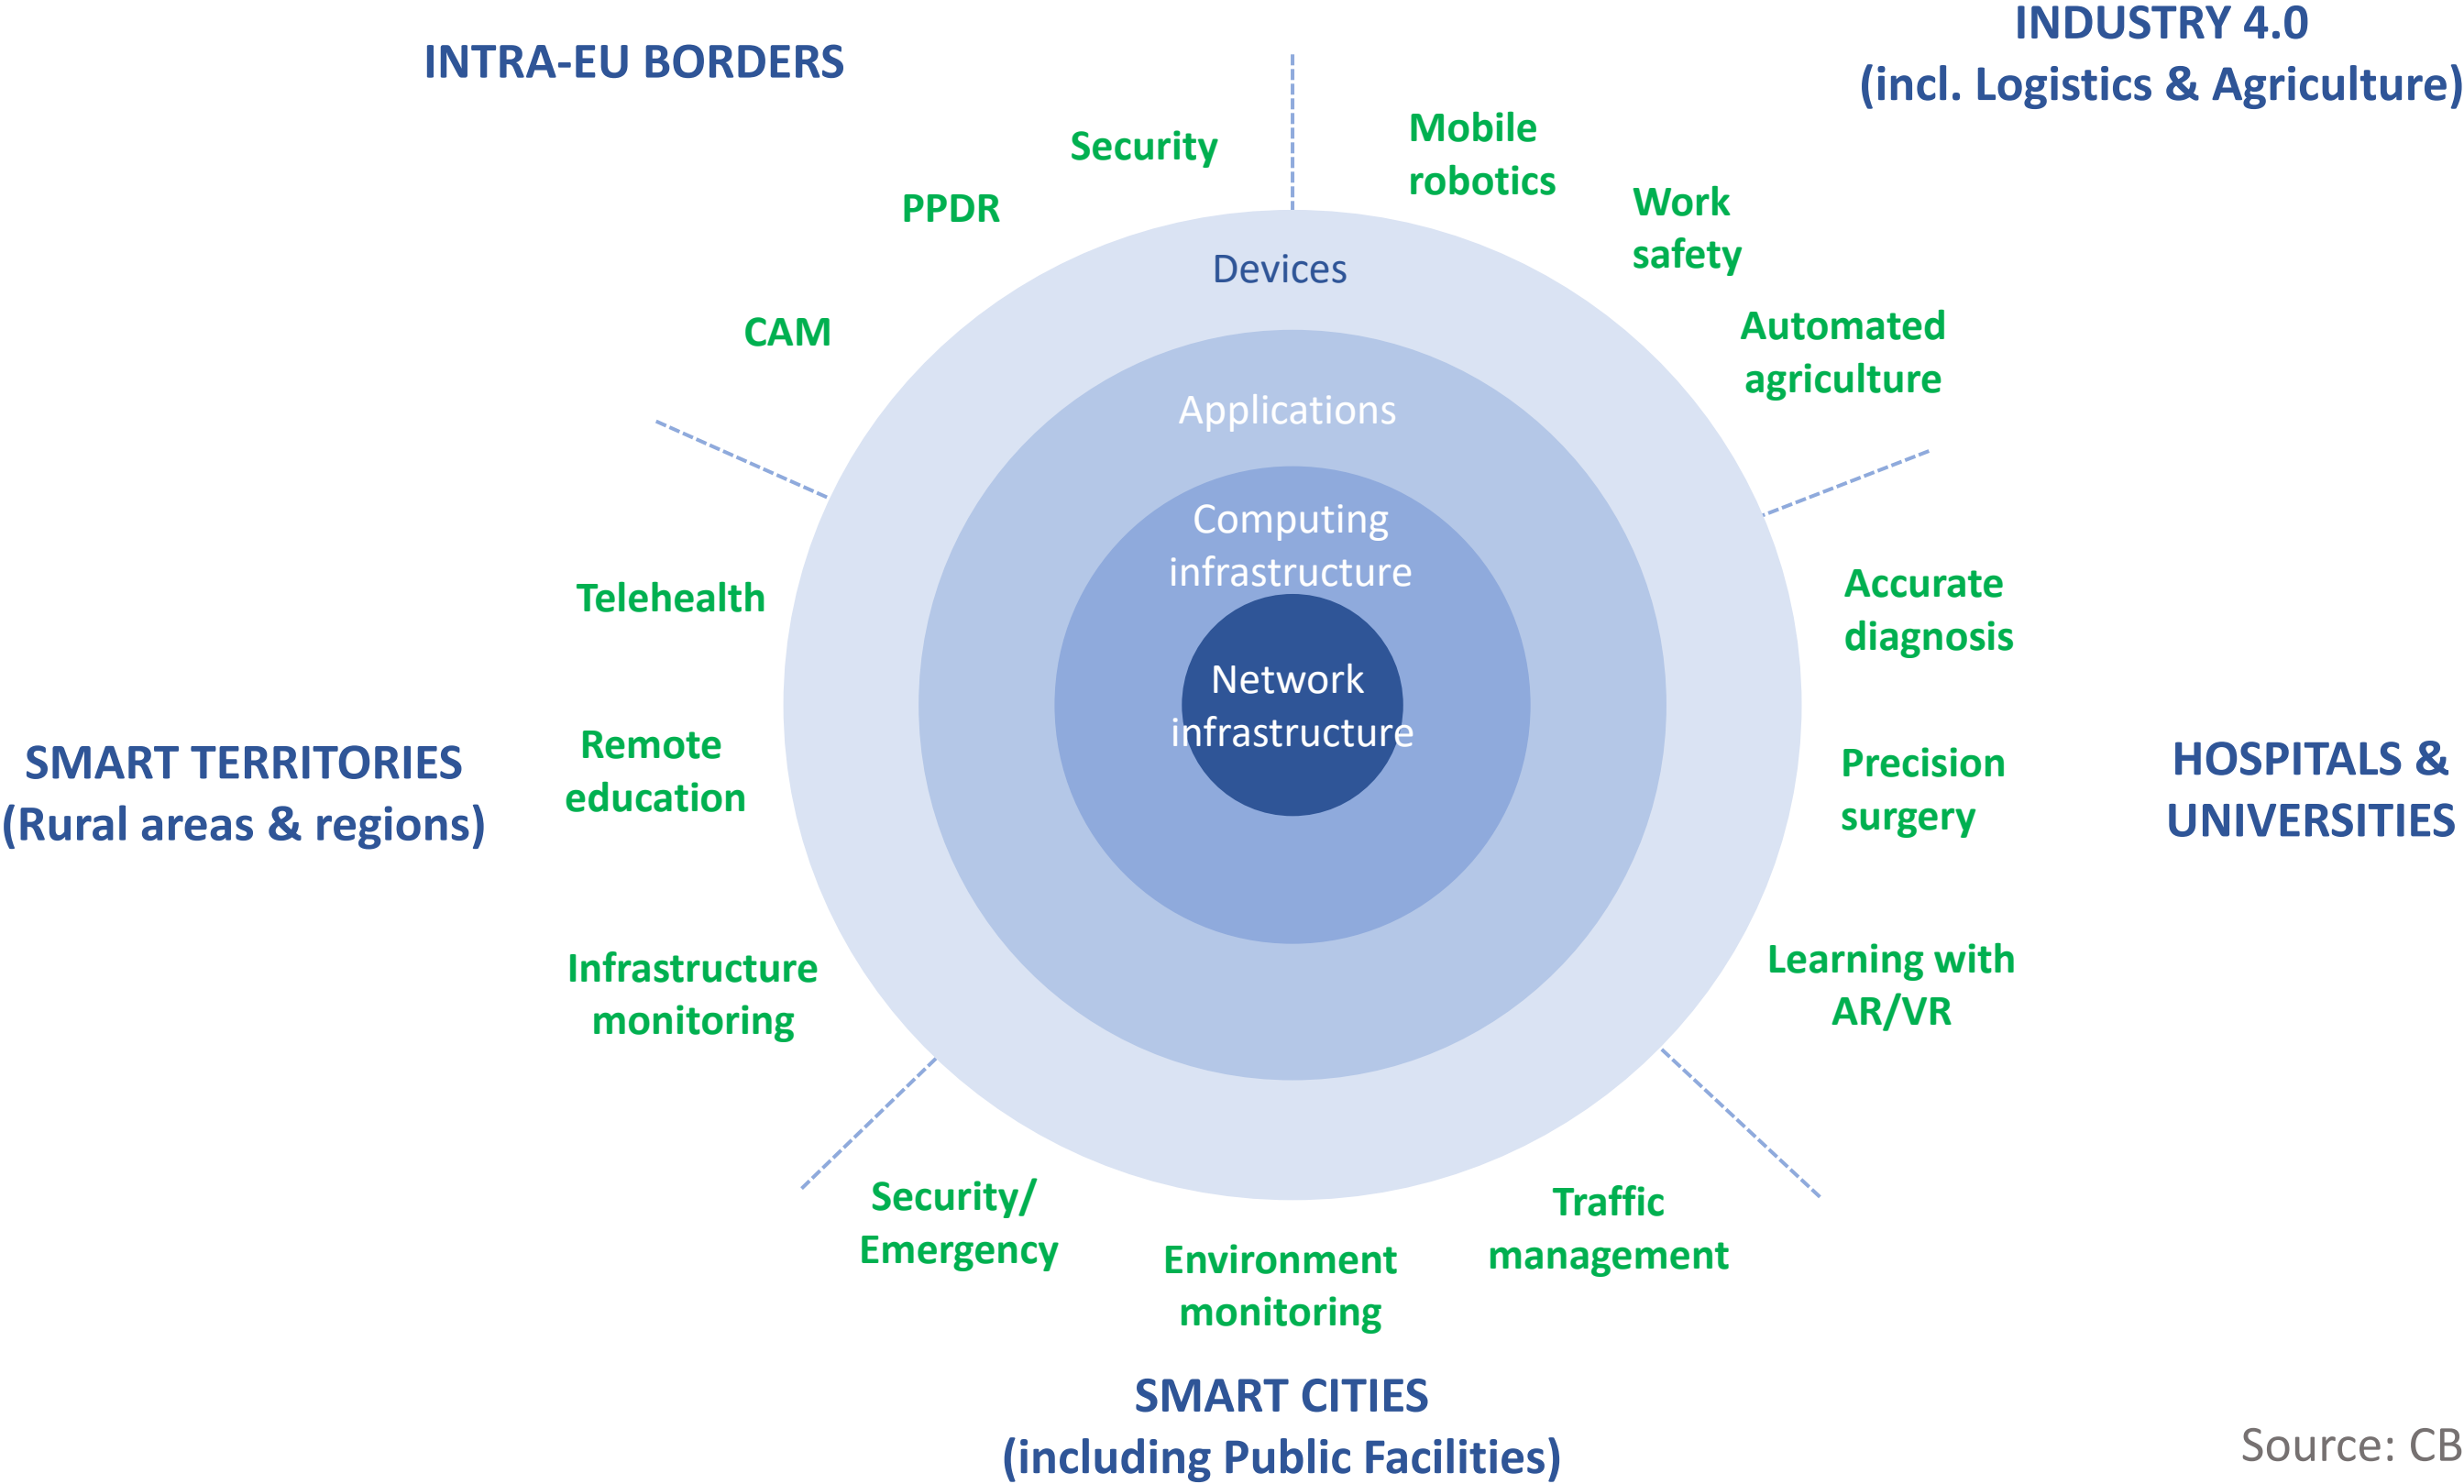 INTRA-EU BORDERS
INDUSTRY 4.0
(incl. Logistics & Agriculture)
Security
PPDR
CAM
Mobile
robotics
Work
safety
Automated
agriculture
Devices
Applications
Computing
infrastructure
Network
infrastructure
Telehealth
Remote
education
Infrastructure
monitoring
SMART TERRITORIES
(Rural areas & regions)
Accurate
diagnosis
Precision
surgery
Learning with
AR/VR
HOSPITALS &
UNIVERSITIES
Security/
Emergency
Environment
monitoring
Traffic
management
SMART CITIES
(including Public Facilities)
Source: CB